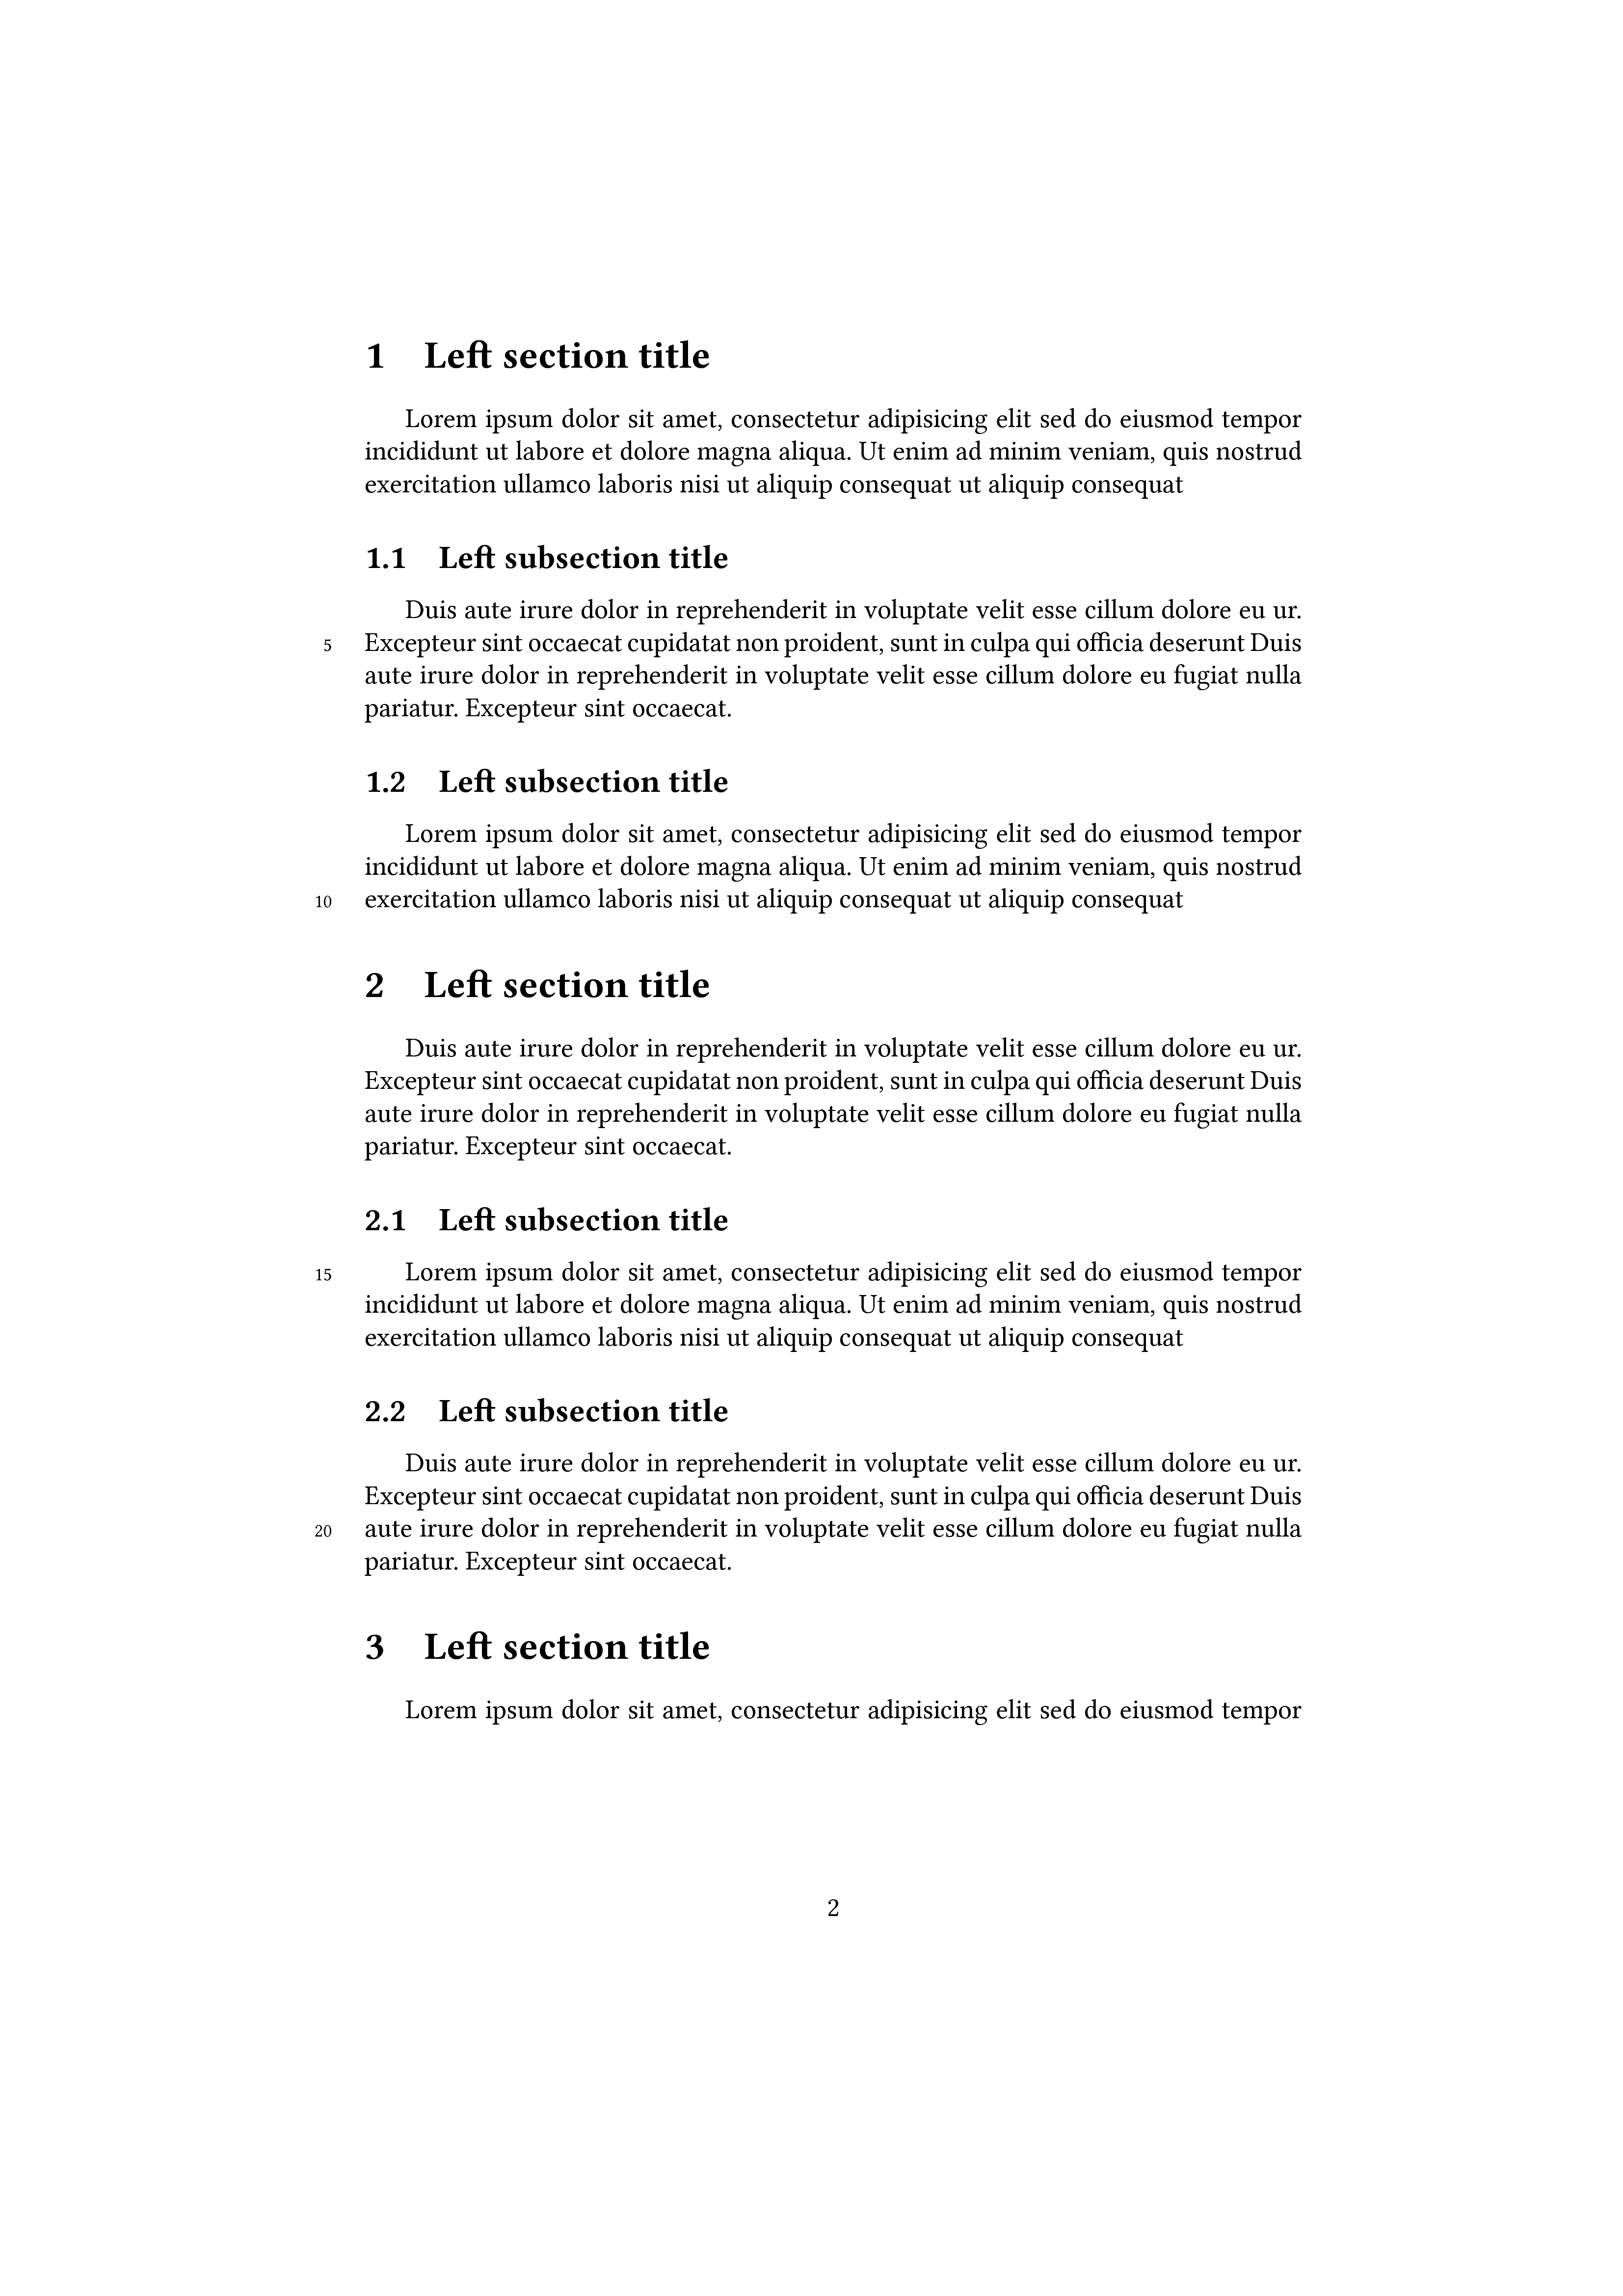 1 Left section title
Lorem ipsum dolor sit amet, consectetur adipisicing elit sed do eiusmod tempor
incididunt ut labore et dolore magna aliqua. Ut enim ad minim veniam, quis nostrud
exercitation ullamco laboris nisi ut aliquip consequat ut aliquip consequat
1.1 Left subsection title
Duis aute irure dolor in reprehenderit in voluptate velit esse cillum dolore eu ur.
5 Excepteur sint occaecat cupidatat non proident, sunt in culpa qui officia deserunt Duis
aute irure dolor in reprehenderit in voluptate velit esse cillum dolore eu fugiat nulla
pariatur. Excepteur sint occaecat.
1.2 Left subsection title
Lorem ipsum dolor sit amet, consectetur adipisicing elit sed do eiusmod tempor
incididunt ut labore et dolore magna aliqua. Ut enim ad minim veniam, quis nostrud
10 exercitation ullamco laboris nisi ut aliquip consequat ut aliquip consequat
2 Left section title
Duis aute irure dolor in reprehenderit in voluptate velit esse cillum dolore eu ur.
Excepteur sint occaecat cupidatat non proident, sunt in culpa qui officia deserunt Duis
aute irure dolor in reprehenderit in voluptate velit esse cillum dolore eu fugiat nulla
pariatur. Excepteur sint occaecat.
2.1 Left subsection title
15 Lorem ipsum dolor sit amet, consectetur adipisicing elit sed do eiusmod tempor
incididunt ut labore et dolore magna aliqua. Ut enim ad minim veniam, quis nostrud
exercitation ullamco laboris nisi ut aliquip consequat ut aliquip consequat
2.2 Left subsection title
Duis aute irure dolor in reprehenderit in voluptate velit esse cillum dolore eu ur.
Excepteur sint occaecat cupidatat non proident, sunt in culpa qui officia deserunt Duis
20 aute irure dolor in reprehenderit in voluptate velit esse cillum dolore eu fugiat nulla
pariatur. Excepteur sint occaecat.
3 Left section title
Lorem ipsum dolor sit amet, consectetur adipisicing elit sed do eiusmod tempor
2